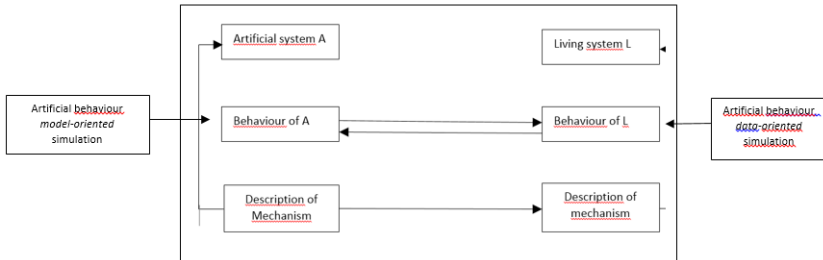 Artificial system A
Living system L
Artificial behaviour
model-oriented
simulation
Behaviour of A
Behaviour of L
Artificial behaviour
data-oriented
simulation
Description of
Mechanism
Description of
mechanism